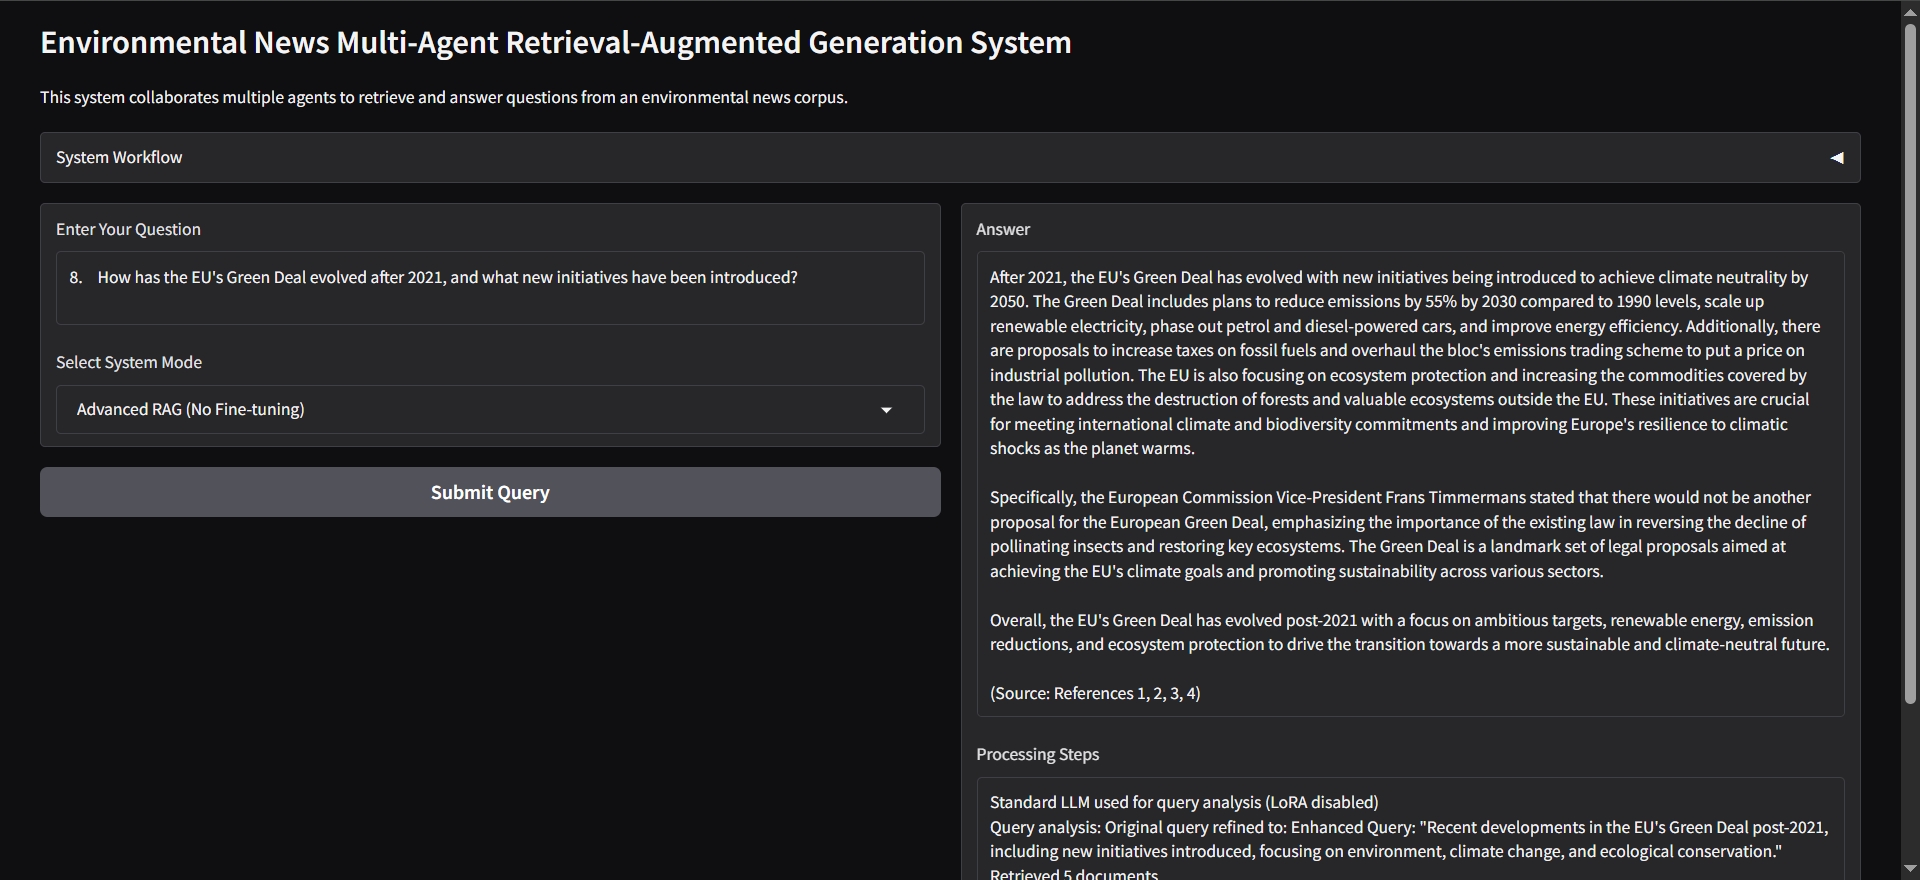 Environmental News Multi-Agent Retrieval-Augmented Generation System
This system collaborates multiple agents to retrieve and answer questions from an environmental news corpus.
System Workflow
Enter Your Question
8. How has the EU's Green Deal evolved after 2021, and what new initiatives have been introduced?
Select System Mode
Advanced RAG (No Fine-tuning)
Submit Query
Answer
After 2021, the EU's Green Deal has evolved with new initiatives being introduced to achieve climate neutrality by
2050. The Green Deal includes plans to reduce emissions by 55% by 2030 compared to 1990 levels, scale up
renewable electricity, phase out petrol and diesel-powered cars, and improve energy efficiency. Additionally, there
are proposals to increase taxes on fossil fuels and overhaul the bloc's emissions trading scheme to put a price on
industrial pollution. The EU is also focusing on ecosystem protection and increasing the commodities covered by
the law to address the destruction of forests and valuable ecosystems outside the EU. These initiatives are crucial
for meeting international climate and biodiversity commitments and improving Europe's resilience to climatic
shocks as the planet warms.
Specifically, the European Commission Vice-President Frans Timmermans stated that there would not be another
proposal for the European Green Deal, emphasizing the importance of the existing law in reversing the decline of
pollinating insects and restoring key ecosystems. The Green Deal is a landmark set of legal proposals aimed at
achieving the EU's climate goals and promoting sustainability across various sectors.
Overall, the EU's Green Deal has evolved post-2021 with a focus on ambitious targets, renewable energy, emission
reductions, and ecosystem protection to drive the transition towards a more sustainable and climate-neutral future.
(Source: References 1, 2, 3, 4)
Processing Steps
Standard LLM used for query analysis (LoRA disabled)
Query analysis: Original query refined to: Enhanced Query: "Recent developments in the EU's Green Deal post-2021,
including new initiatives introduced, focusing on environment, climate change, and ecological conservation."
Retrieved 5 documents